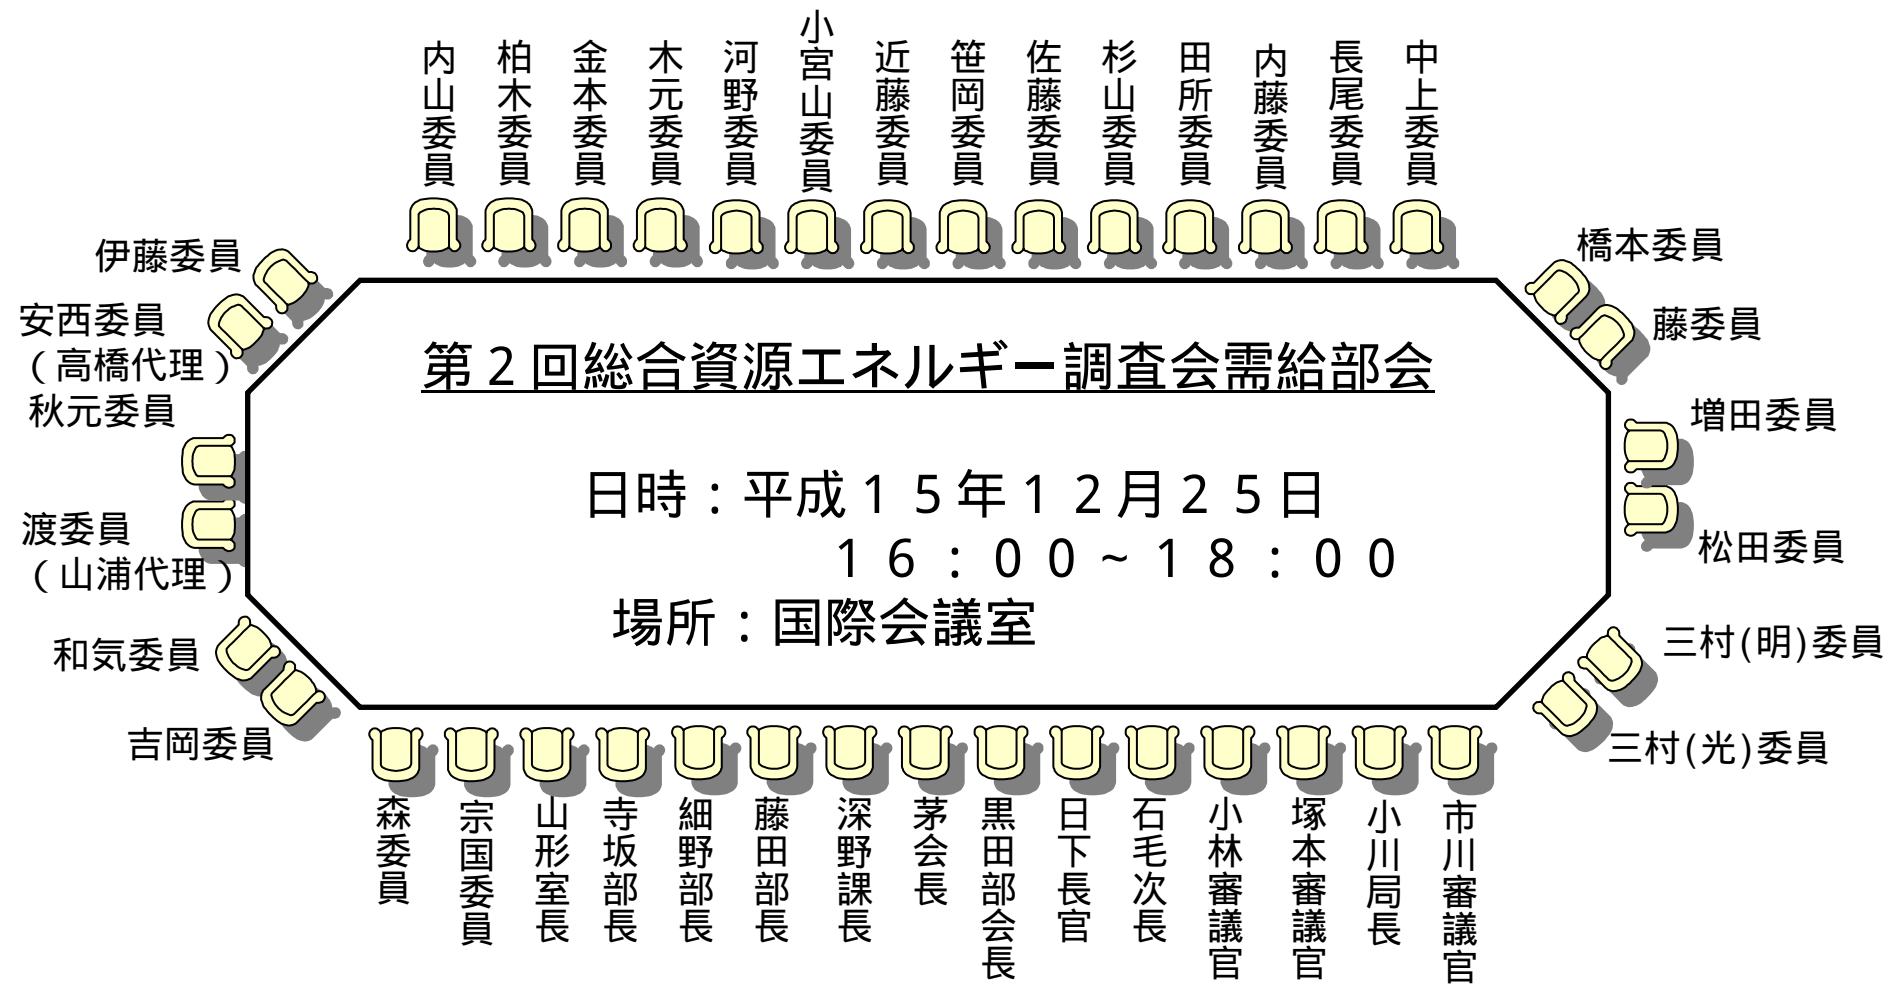 内山委員
柏木委員
金本委員
木元委員
河野委員
小宮山委員
近藤委員
笹岡委員
佐藤委員
杉山委員
田所委員
内藤委員
長尾委員
中上委員
伊藤委員
安西委員
（高橋代理）
秋元委員
渡委員
（山浦代理）
和気委員
吉岡委員
橋本委員
藤委員
増田委員
松田委員
三村(明)委員
三村(光)委員
第２回総合資源エネルギー調査会需給部会
日時：平成１５年１２月２５日
１６：００~１８：００
場所：国際会議室
森委員
宗国委員
山形室長
寺坂部長
細野部長
藤田部長
深野課長
茅会長
黒田部会長
日下長官
石毛次長
小林審議官
塚本審議官
小川局長
市川審議官